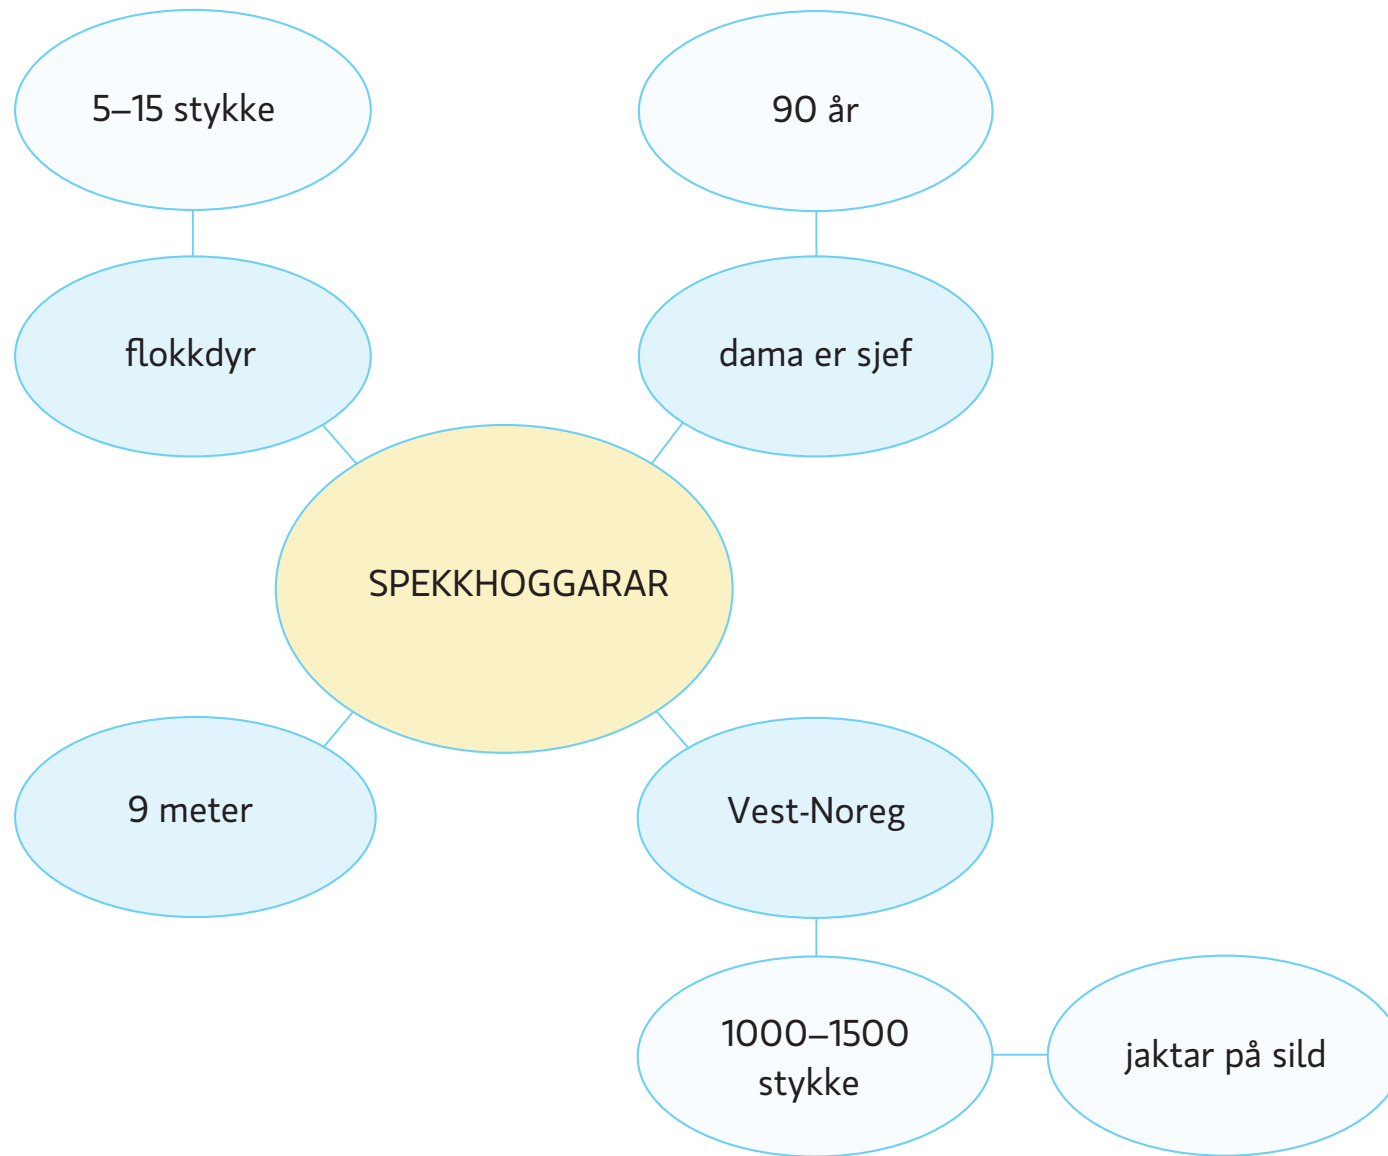 5–15 stykke
90 år
flokkdyr
dama er sjef
SPEKKHOGGARAR
9 meter
Vest-Noreg
1000–1500
stykke
jaktar på sild